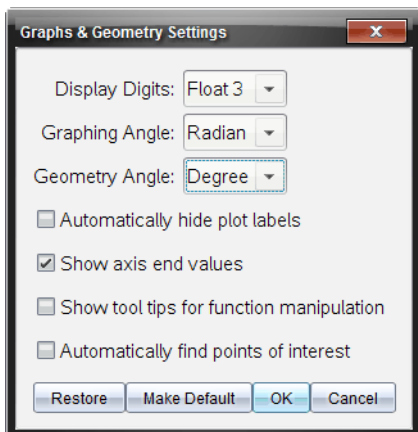 Graphs & Geometry Settings
Display Digits: Float 3
Graphing Angle: Radian
Geometry Angle: Degree
Automatically hide plot labels
Show axis end values
Show tool tips for function manipulation
Automatically find points of interest
Restore Make Default OK Cancel